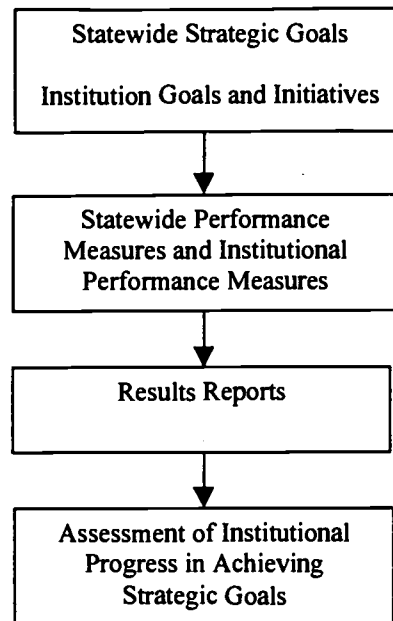 Statewide Strategic Goals
Institution Goals and Initiatives
Statewide Performance
Measures and Institutional
Performance Measures
Results Reports
Assessment of Institutional
Progress in Achieving
Strategic Goals